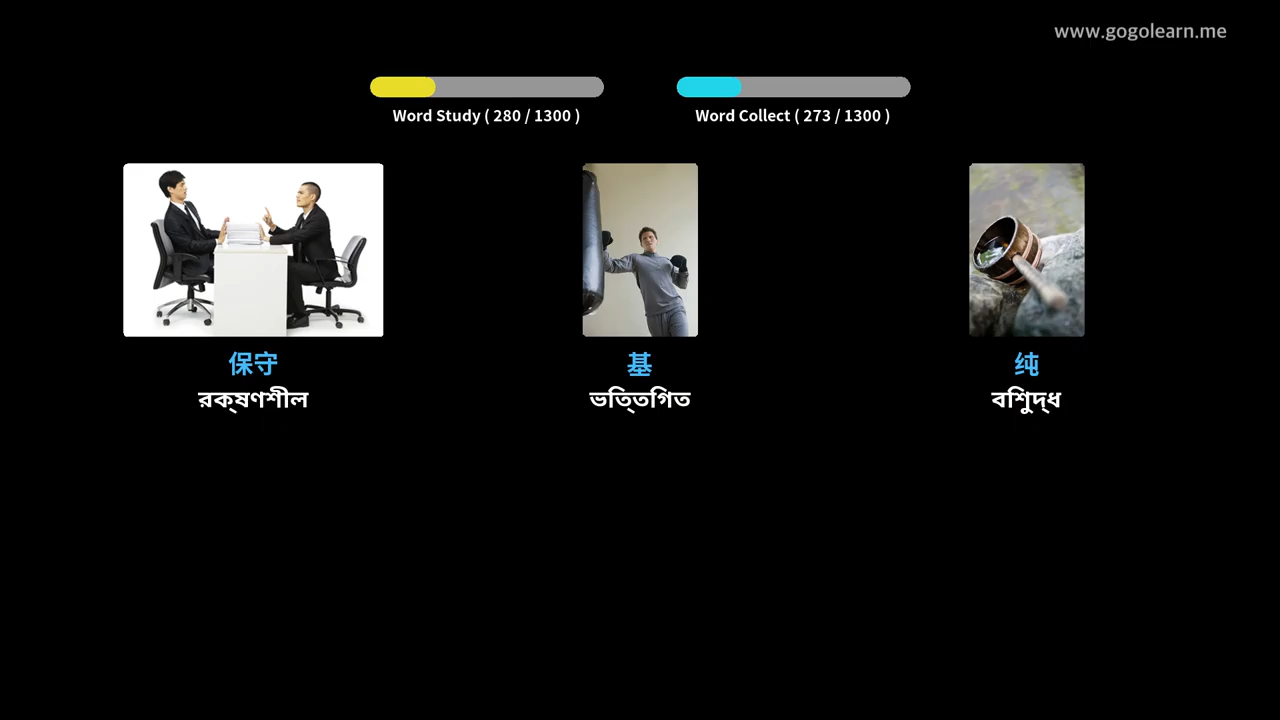 www.gogolearn.me
Word Study ( 280 / 1300 )
Word Collect ( 273 / 1300 )
保守
基
纯
রক্ষণশীল
ভিত্তিগত
বিশুদ্ধ